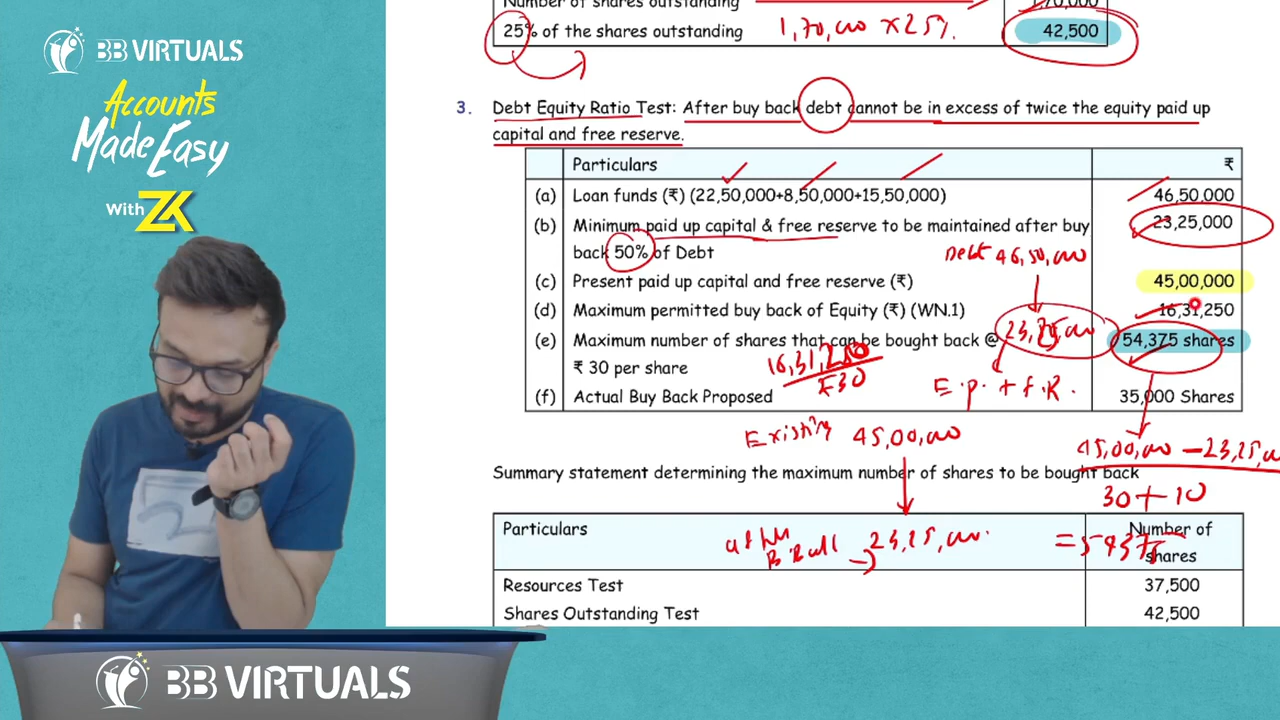 BB VIRTUALS
Accounts
Made Easy
With ZK
Number of shares outstanding 1,70,000
25% of the shares outstanding 1,70,000 × 25% 42,500
3. Debt Equity Ratio Test: After buy back debt cannot be in excess of twice the equity paid up
capital and free reserve.
Particulars ₹
(a) Loan funds (₹) (22,50,000+8,50,000+15,50,000) 46,50,000
(b) Minimum paid up capital & free reserve to be maintained after buy 23,25,000
back 50% of Debt
Debt 46,50,000
(c) Present paid up capital and free reserve (₹) 45,00,000
(d) Maximum permitted buy back of Equity (₹) (WN.1) 16,31,250
23,25,000
(e) Maximum number of shares that can be bought back @ 54,375 shares
₹ 30 per share
16,31,250
₹30
E.p. + f.R.
(f) Actual Buy Back Proposed 35,000 Shares
Existing 45,00,000
45,00,000 - 23,25,
Summary statement determining the maximum number of shares to be bought back
30 + 10
Particulars Number of
shares
23,25,000
= 54375
Resources Test 37,500
Shares Outstanding Test 42,500
BB VIRTUALS